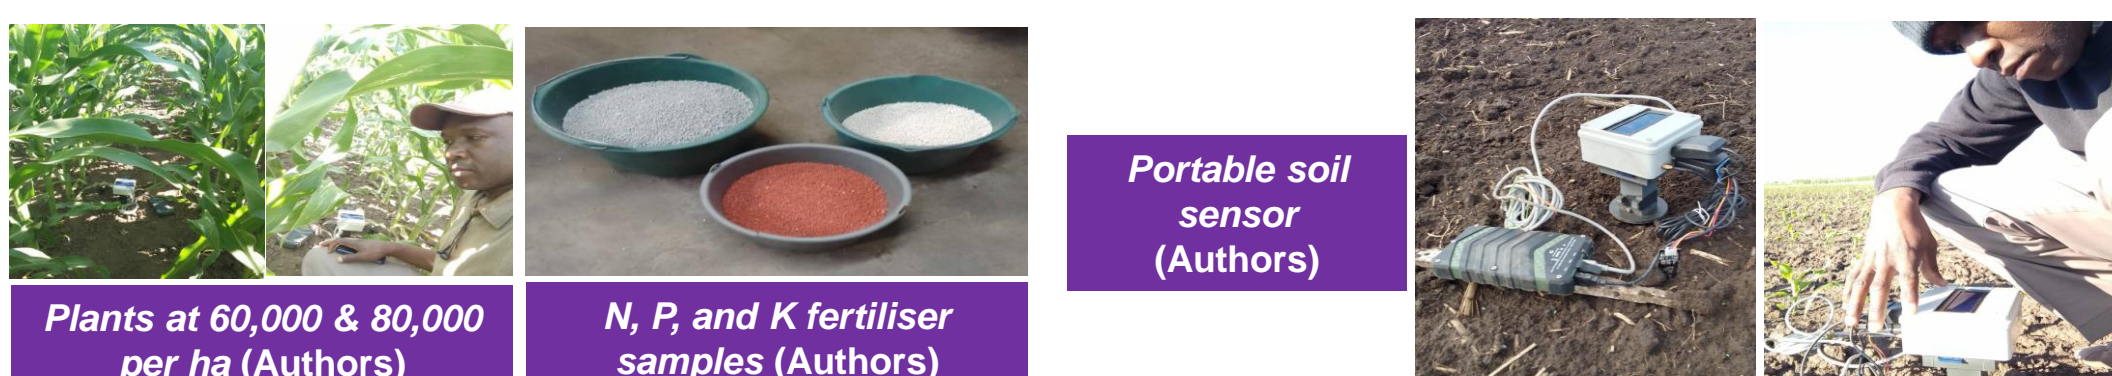 Plants at 60,000 & 80,000
per ha (Authors)
N, P, and K fertiliser
samples (Authors)
Portable soil
sensor
(Authors)